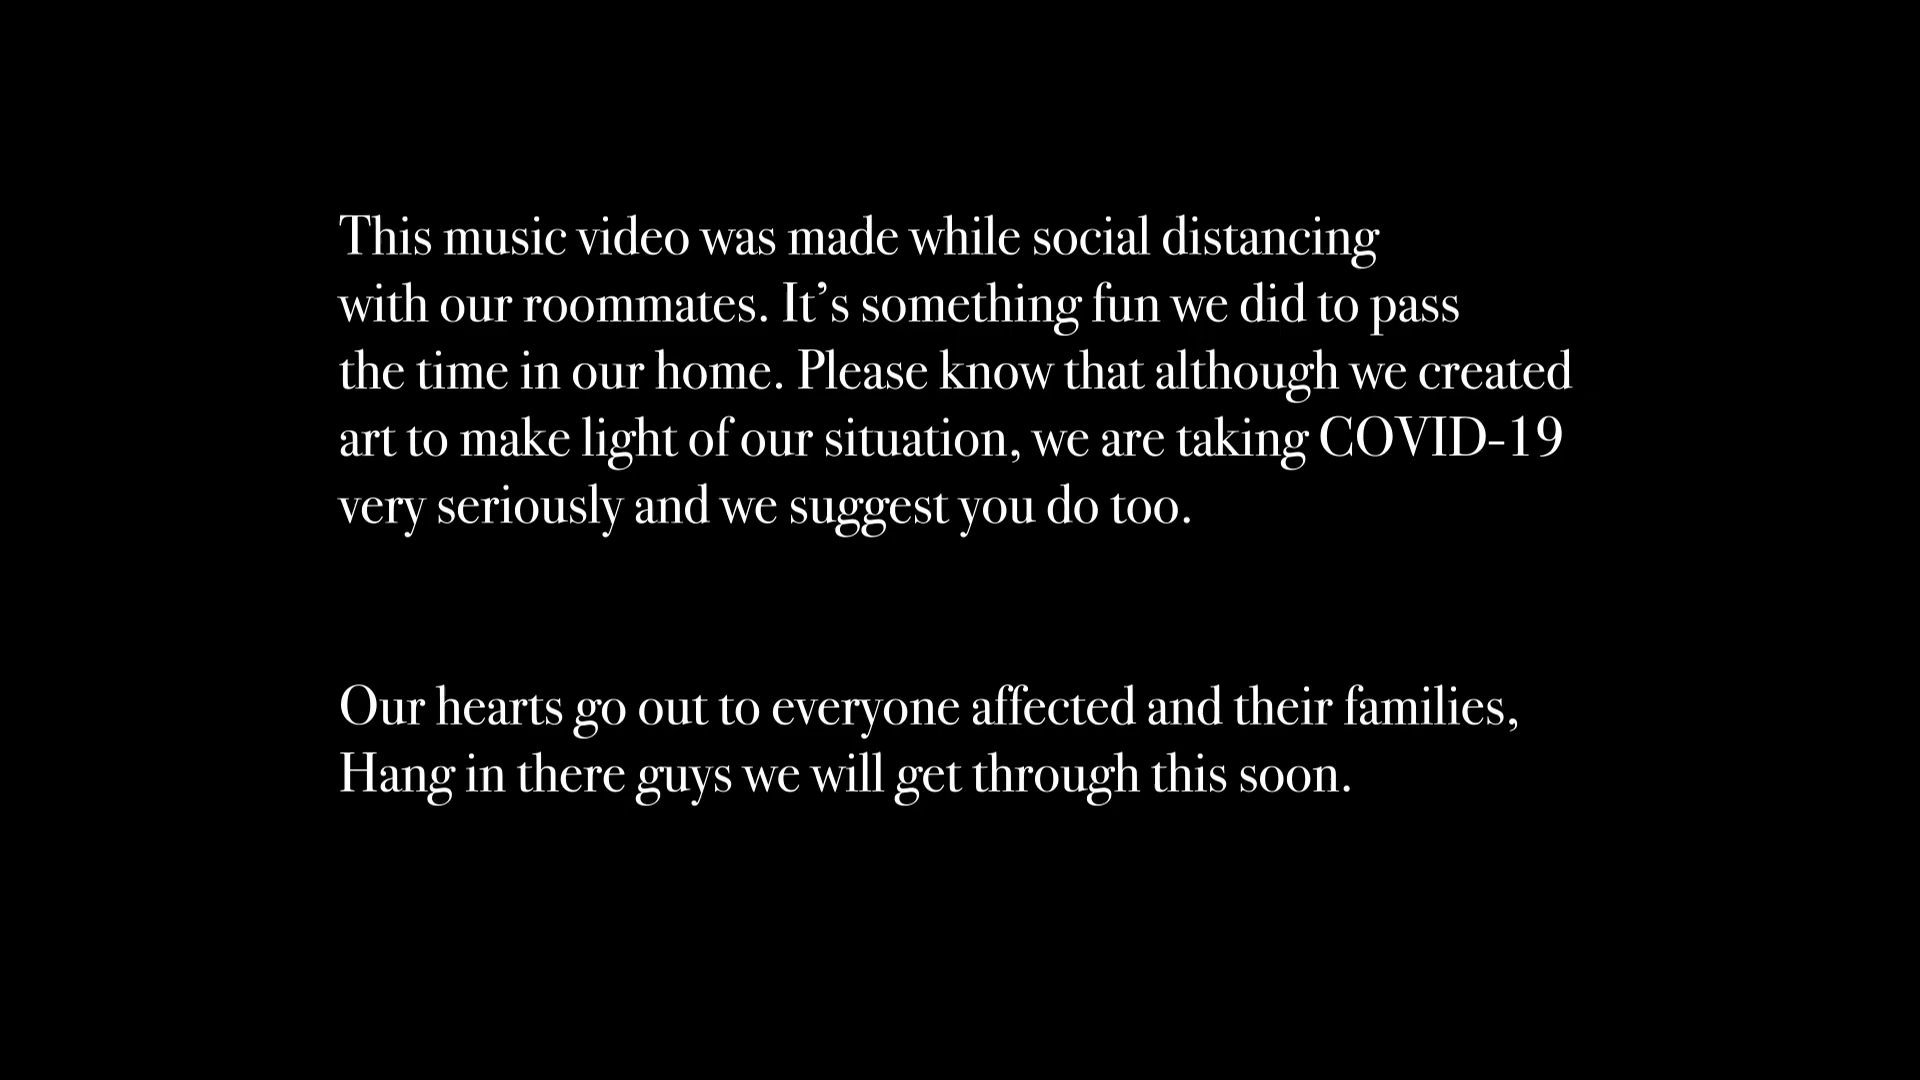 This music video was made while social distancing
with our roommates. It’s something fun we did to pass
the time in our home. Please know that although we created
art to make light of our situation, we are taking COVID-19
very seriously and we suggest you do too.
Our hearts go out to everyone affected and their families,
Hang in there guys we will get through this soon.